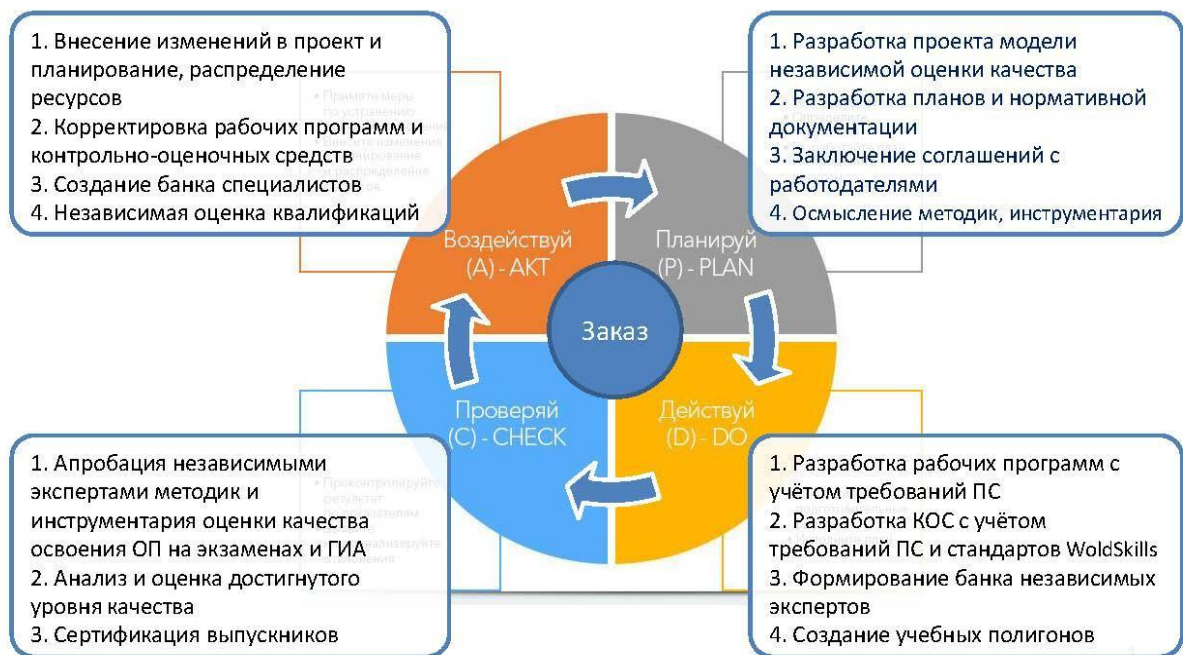 1. Внесение изменений в проект и
планирование, распределение
ресурсов
2. Корректировка рабочих программ и
контрольно-оценочных средств
3. Создание банка специалистов
4. Независимая оценка квалификаций
1. Разработка проекта модели
независимой оценки качества
2. Разработка планов и нормативной
документации
3. Заключение соглашений с
работодателями
4. Осмысление методик, инструментария
Воздействуй
(А) - АКТ
Планируй
(Р) - PLAN
Заказ
Проверяй
(С) - CHECK
Действуй
(D) - DO
1. Апробация независимыми
экспертами методик и
инструментария оценки качества
освоения ОП на экзаменах и ГИА
2. Анализ и оценка достигнутого
уровня качества
3. Сертификация выпускников
1. Разработка рабочих программ с
учётом требований ПС
2. Разработка КОС с учётом
требований ПС и стандартов WoldSkills
3. Формирование банка независимых
экспертов
4. Создание учебных полигонов